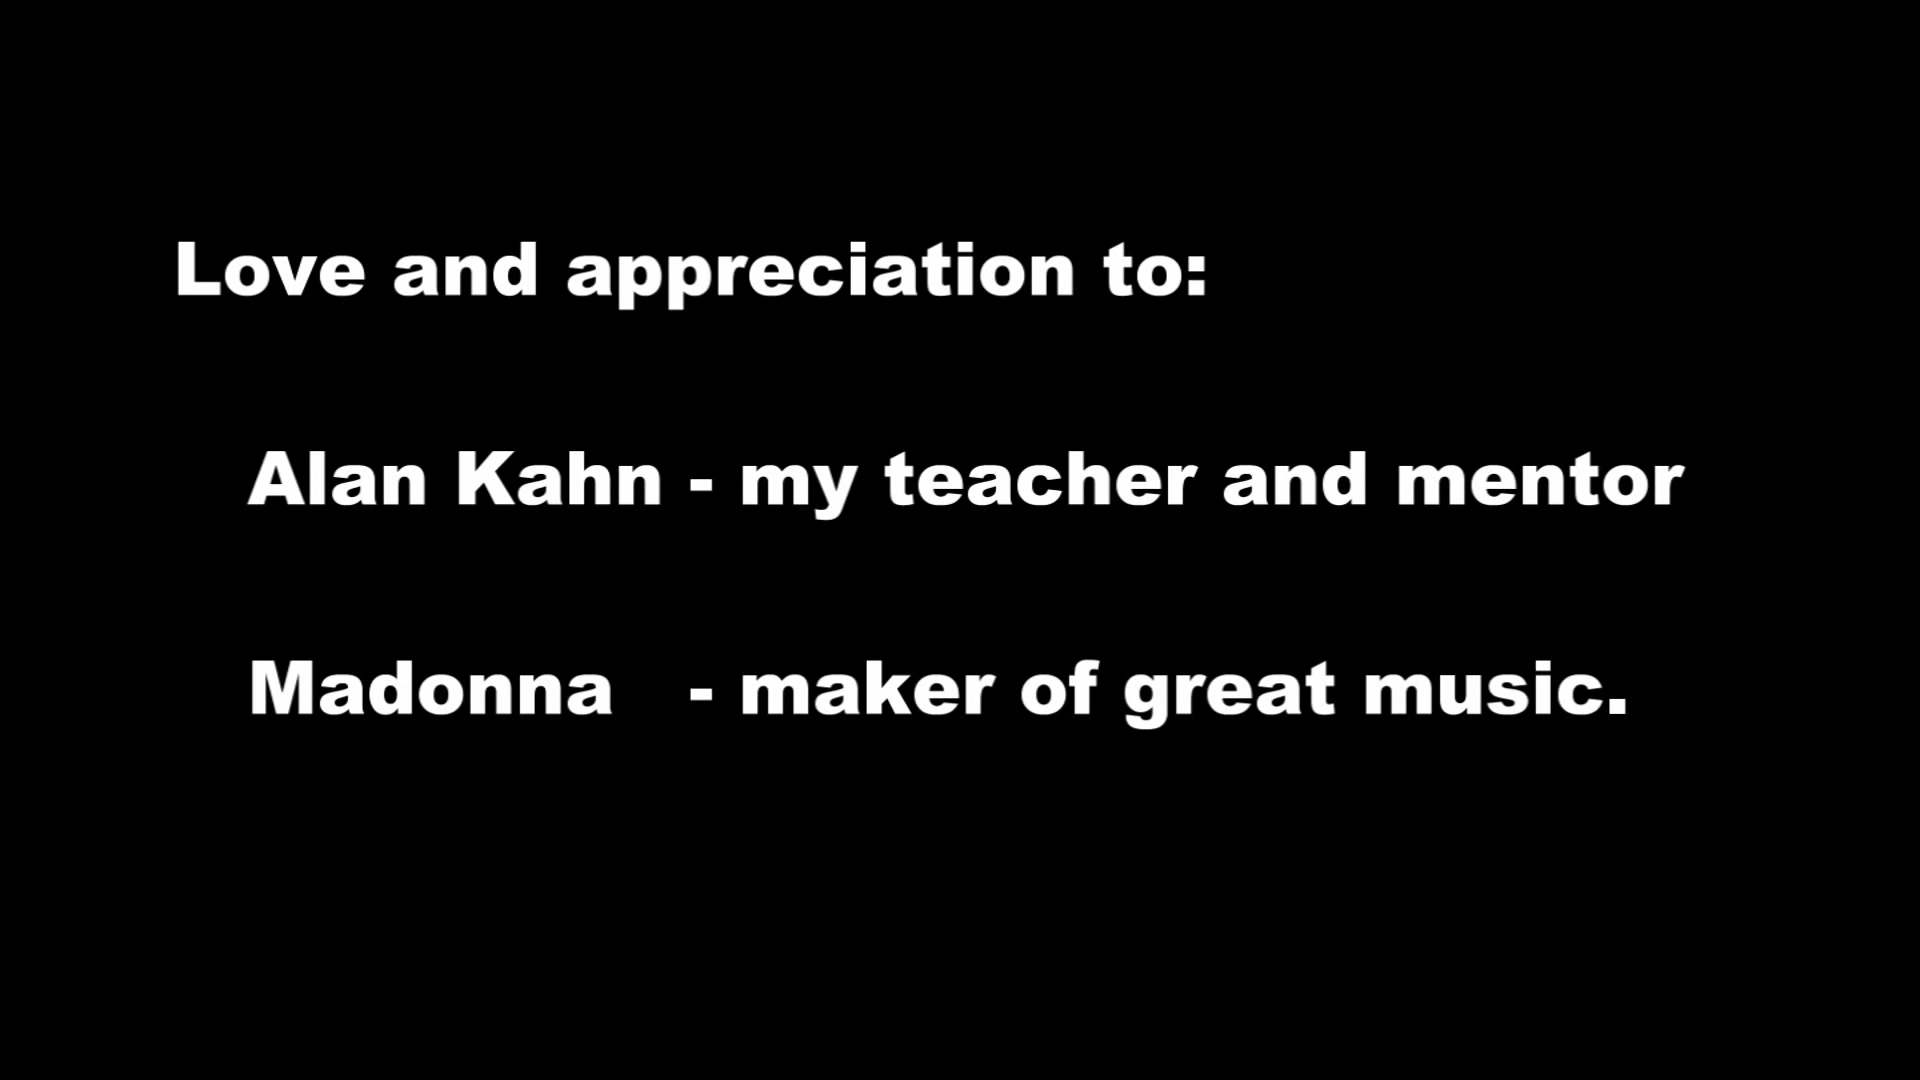 Love and appreciation to:
Alan Kahn - my teacher and mentor
Madonna - maker of great music.